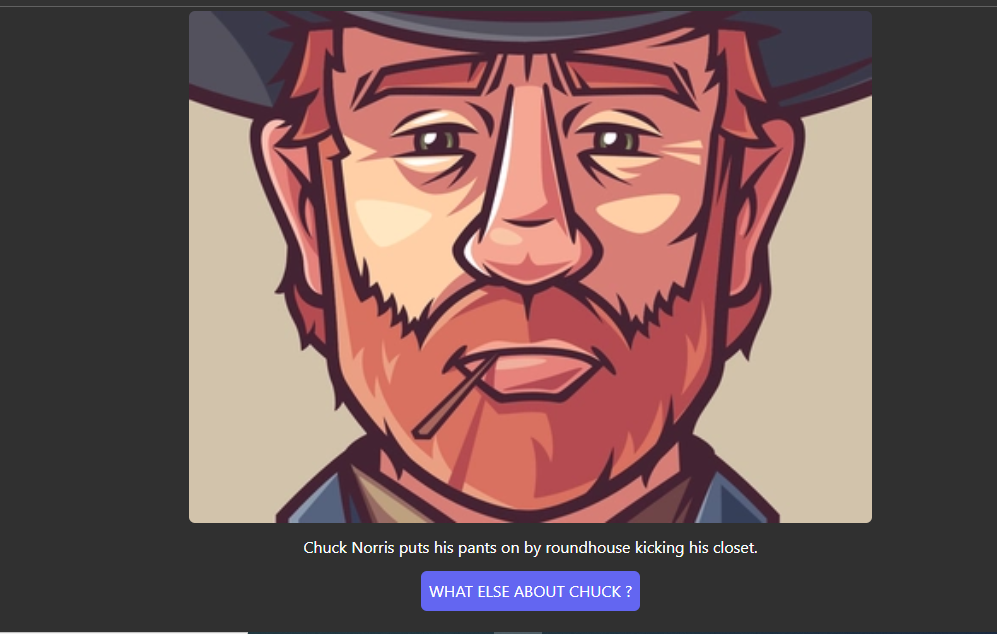 Chuck Norris puts his pants on by roundhouse kicking his closet.
WHAT ELSE ABOUT CHUCK ?